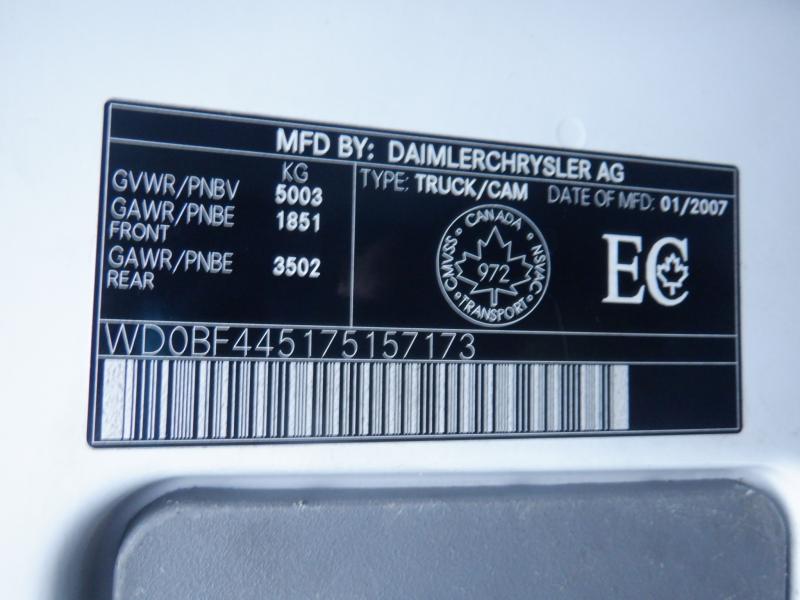 MFD BY: DAIMLERCHRYSLER AG
KG
GVWR/PNBV 5003
GAWR/PNBE 1851
FRONT
GAWR/PNBE 3502
REAR
TYPE: TRUCK/CAM DATE OF MFD: 01/2007
CANADA
CMVSS NSVAC
972
TRANSPORT
EC
WD0BF445175157173